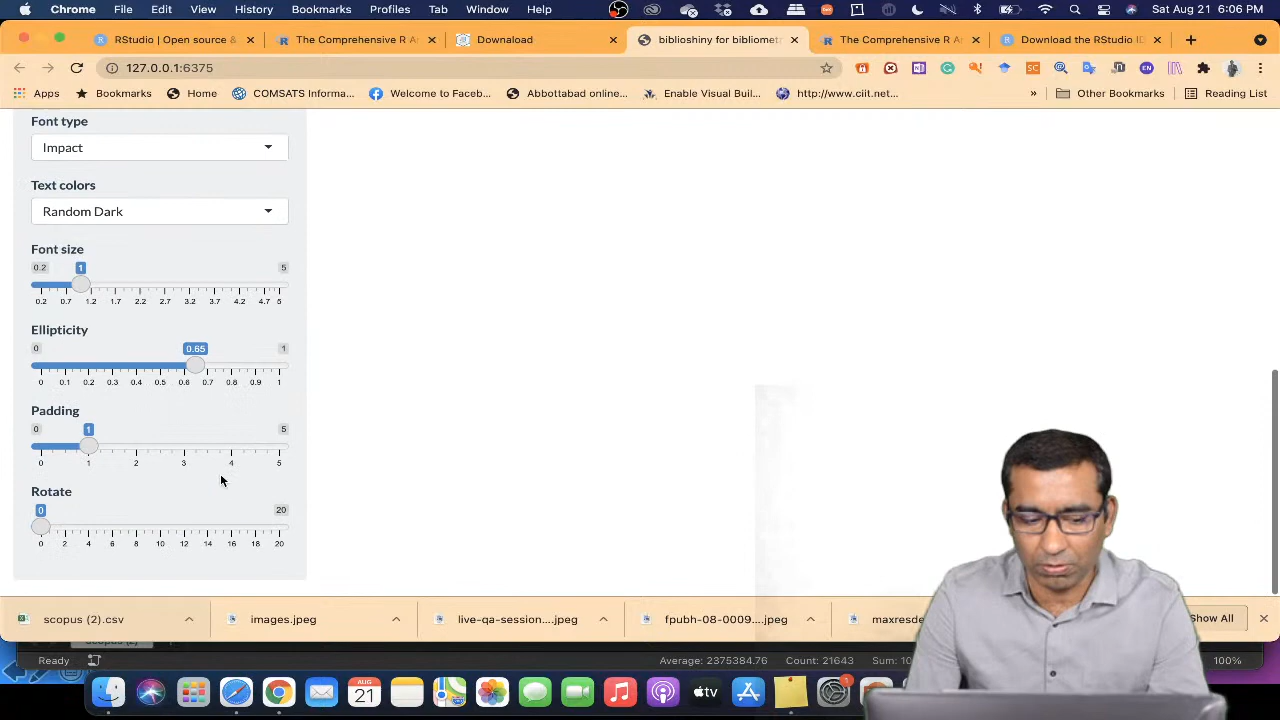 Chrome File Edit View History Bookmarks Profiles Tab Window Help Sat Aug 21 6:06 PM
RStudio | Open source & The Comprehensive R A Downaload biblioshiny for bibliomet The Comprehensive R A Download the RStudio ID
127.0.0.1:6375
Apps Bookmarks Home COMSATS Informa... Welcome to Faceb... Abbottabad online... Enable Visual Buil... http://www.ciit.net... » Other Bookmarks Reading List
Font type
Impact
Text colors
Random Dark
Font size
0.2 1 5
0.2 0.7 1.2 1.7 2.2 2.7 3.2 3.7 4.2 4.7 5
Ellipticity
0 0.65 1
0 0.1 0.2 0.3 0.4 0.5 0.6 0.7 0.8 0.9 1
Padding
0 1 5
0 1 2 3 4 5
Rotate
0 20
0 2 4 6 8 10 12 14 16 18 20
scopus (2).csv images.jpeg live-qa-session....jpeg fpubh-08-0009....jpeg maxresde Show All
Ready Average: 2375384.76 Count: 21643 Sum: 10 100%
AUG
21
tv
1